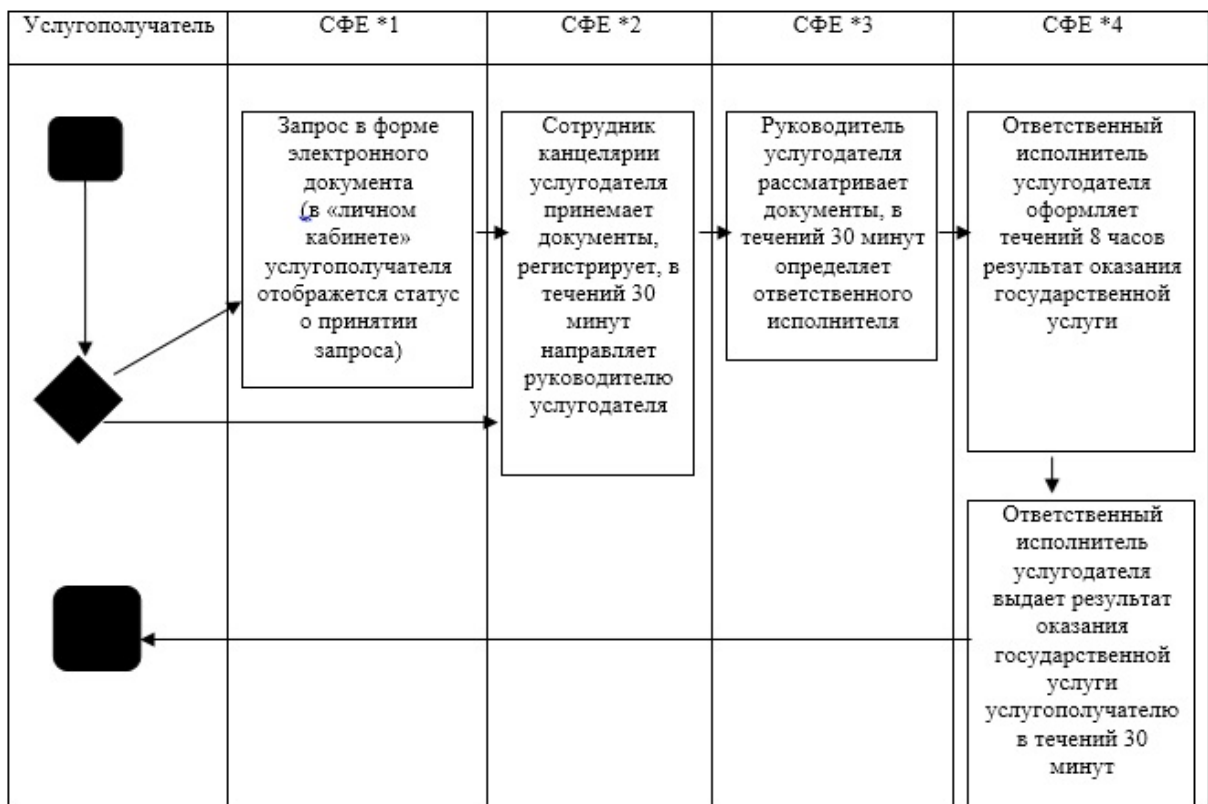 Услугополучатель
СФЕ *1
СФЕ *2
СФЕ *3
СФЕ *4
Запрос в форме
электронного
документа
(в «личном
кабинете»
услугополучателя
отображется статус
о принятии
запроса)
Сотрудник
канцелярии
услугодателя
принемает
документы,
регистрирует, в
течений 30
минут
направляет
руководителю
услугодателя
Руководитель
услугодателя
рассматривает
документы, в
течений 30 минут
определяет
ответственного
исполнителя
Ответственный
исполнитель
услугодателя
оформляет
течений 8 часов
результат оказания
государственной
услуги
Ответственный
исполнитель
услугодателя
выдает результат
оказания
государственной
услуги
услугополучателю
в течений 30
минут